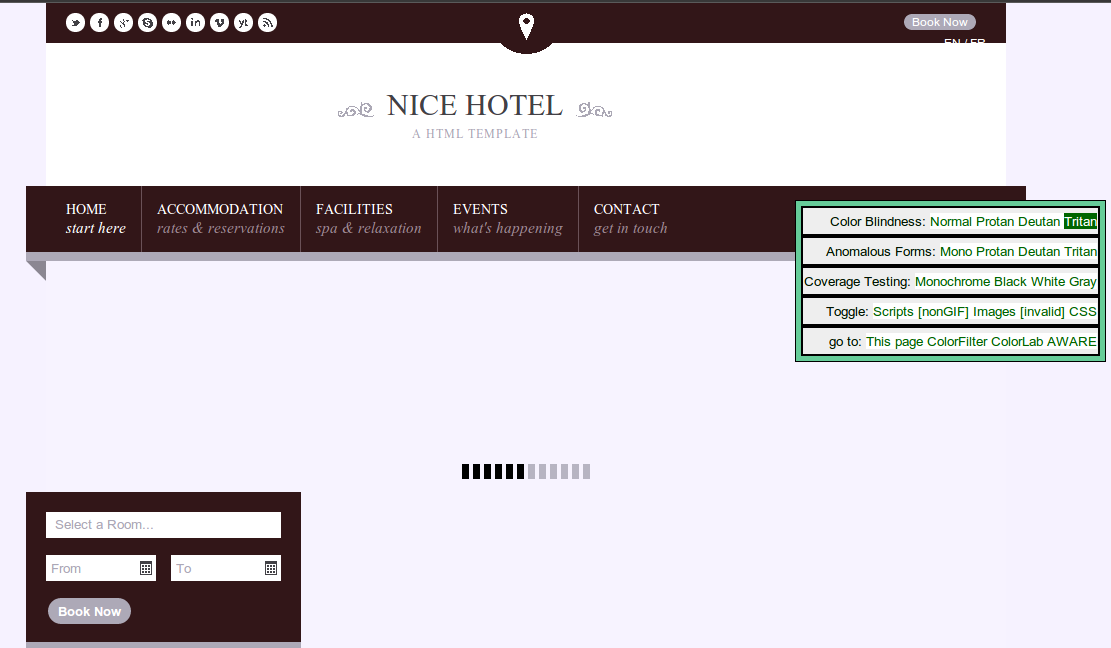 Book Now
EN / FR
NICE HOTEL
A HTML TEMPLATE
HOME ACCOMMODATION FACILITIES EVENTS CONTACT
start here rates & reservations spa & relaxation what's happening get in touch
Color Blindness: Normal Protan Deutan Tritan
Anomalous Forms: Mono Protan Deutan Tritan
Coverage Testing: Monochrome Black White Gray
Toggle: Scripts [nonGIF] Images [invalid] CSS
go to: This page ColorFilter ColorLab AWARE
Select a Room...
From To
Book Now